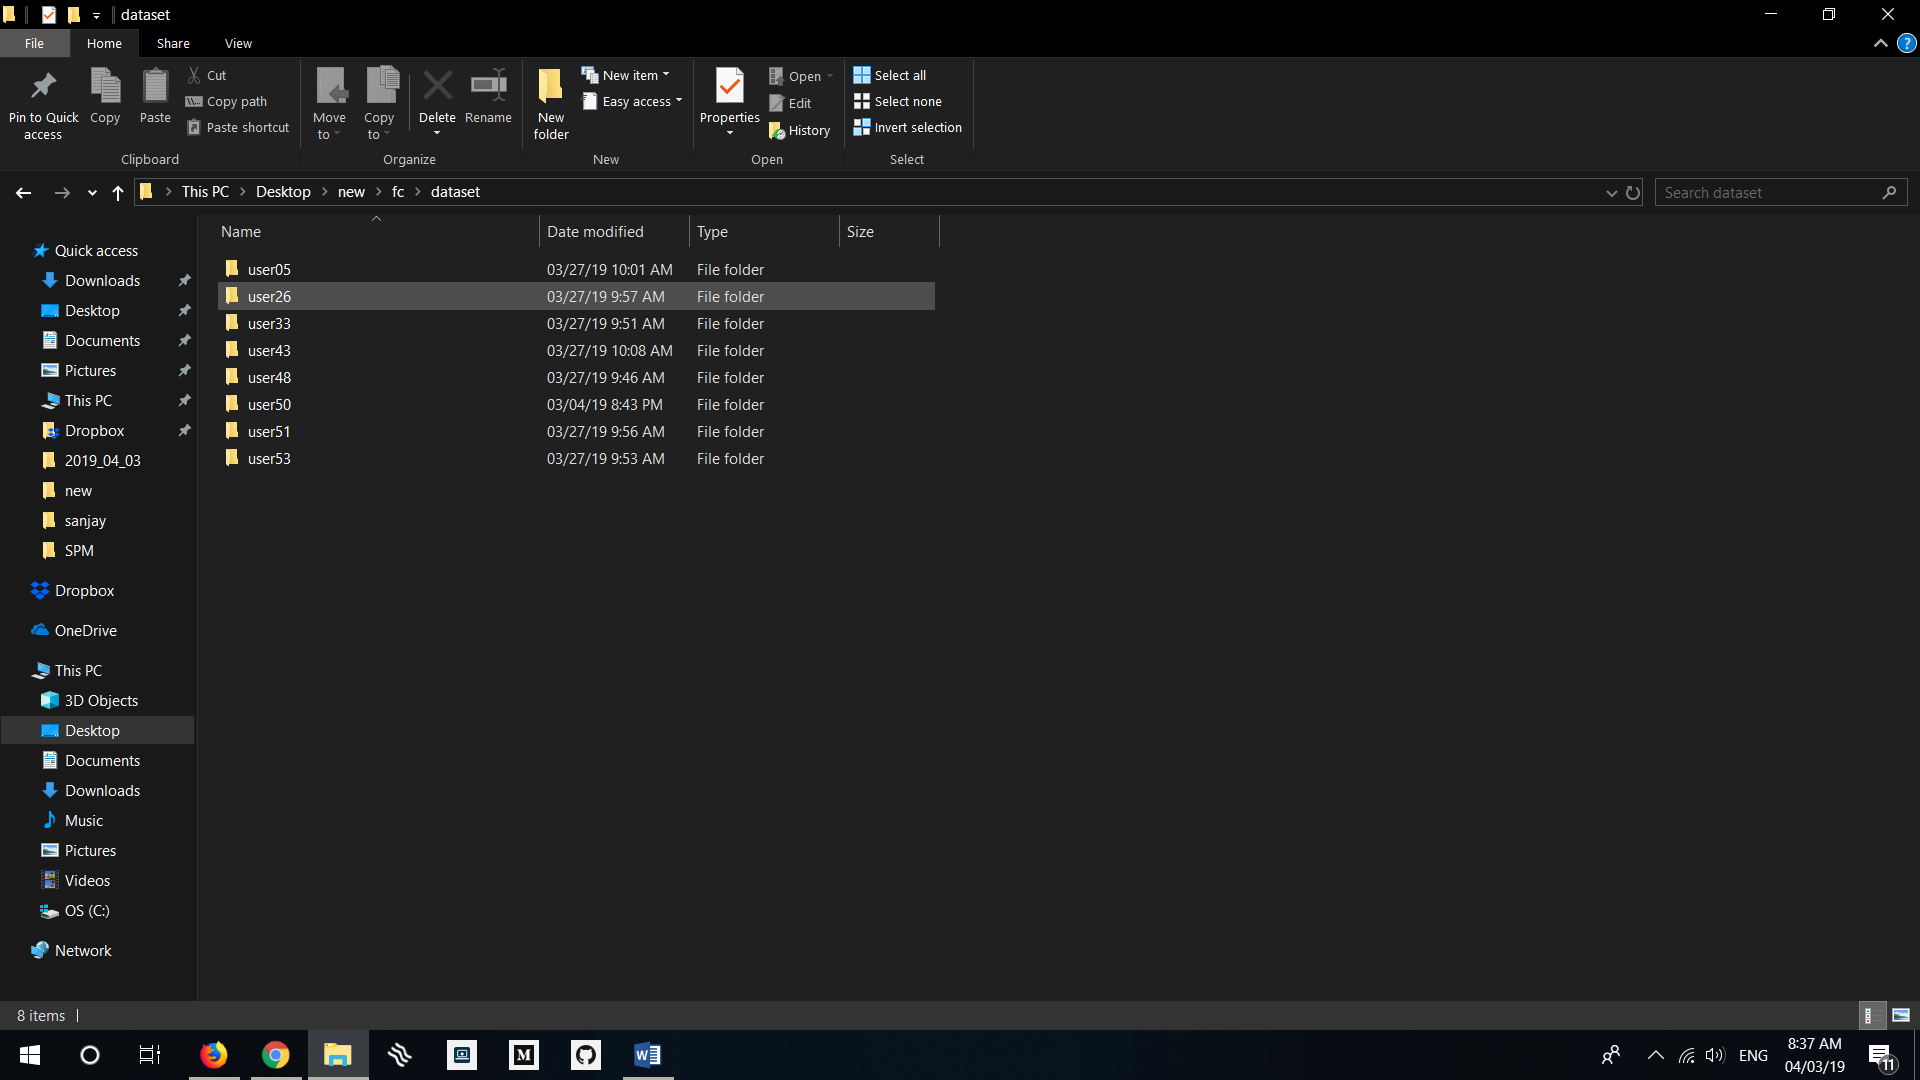 dataset
File Home Share View
Pin to Quick access
Copy
Paste
Cut
Copy path
Paste shortcut
Clipboard
Move to
Copy to
Delete
Rename
Organize
New folder
New item
Easy access
New
Properties
Open
Edit
History
Open
Select all
Select none
Invert selection
Select
This PC > Desktop > new > fc > dataset
Search dataset
Name Date modified Type Size
user05 03/27/19 10:01 AM File folder
user26 03/27/19 9:57 AM File folder
user33 03/27/19 9:51 AM File folder
user43 03/27/19 10:08 AM File folder
user48 03/27/19 9:46 AM File folder
user50 03/04/19 8:43 PM File folder
user51 03/27/19 9:56 AM File folder
user53 03/27/19 9:53 AM File folder
Quick access
Downloads
Desktop
Documents
Pictures
This PC
Dropbox
2019_04_03
new
sanjay
SPM
Dropbox
OneDrive
This PC
3D Objects
Desktop
Documents
Downloads
Music
Pictures
Videos
OS (C:)
Network
8 items
M
W
ENG
8:37 AM
04/03/19
11